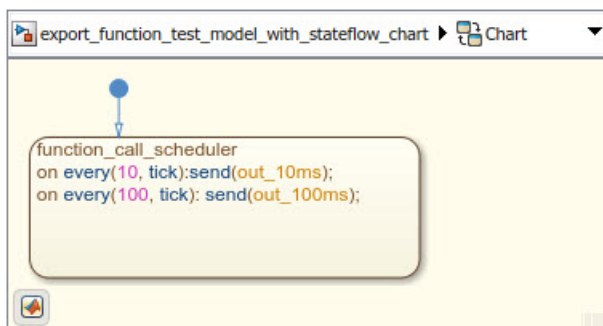 export_function_test_model_with_stateflow_chart Chart
function_call_scheduler
on every(10, tick):send(out_10ms);
on every(100, tick): send(out_100ms);